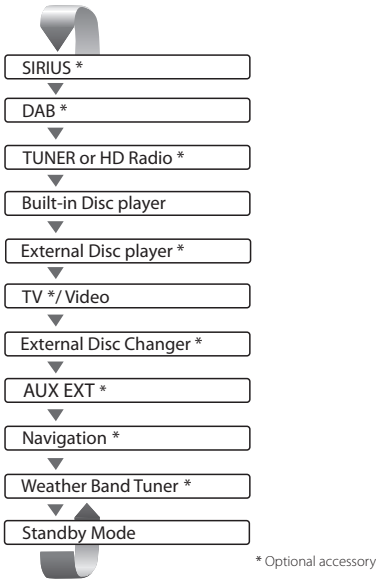 SIRIUS *
DAB *
TUNER or HD Radio *
Built-in Disc player
External Disc player *
TV */ Video
External Disc Changer *
AUX EXT *
Navigation *
Weather Band Tuner *
Standby Mode
* Optional accessory